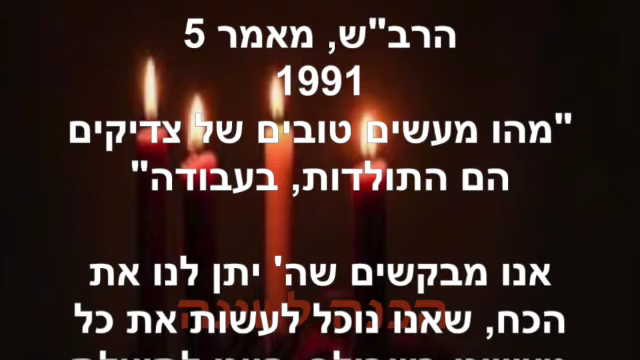 הרב"ש, מאמר 5
1991
"מהו מעשים טובים של צדיקים
הם התולדות, בעבודה"
אנו מבקשים שה' יתן לנו את
הכח, שאנו נוכל לעשות את כל